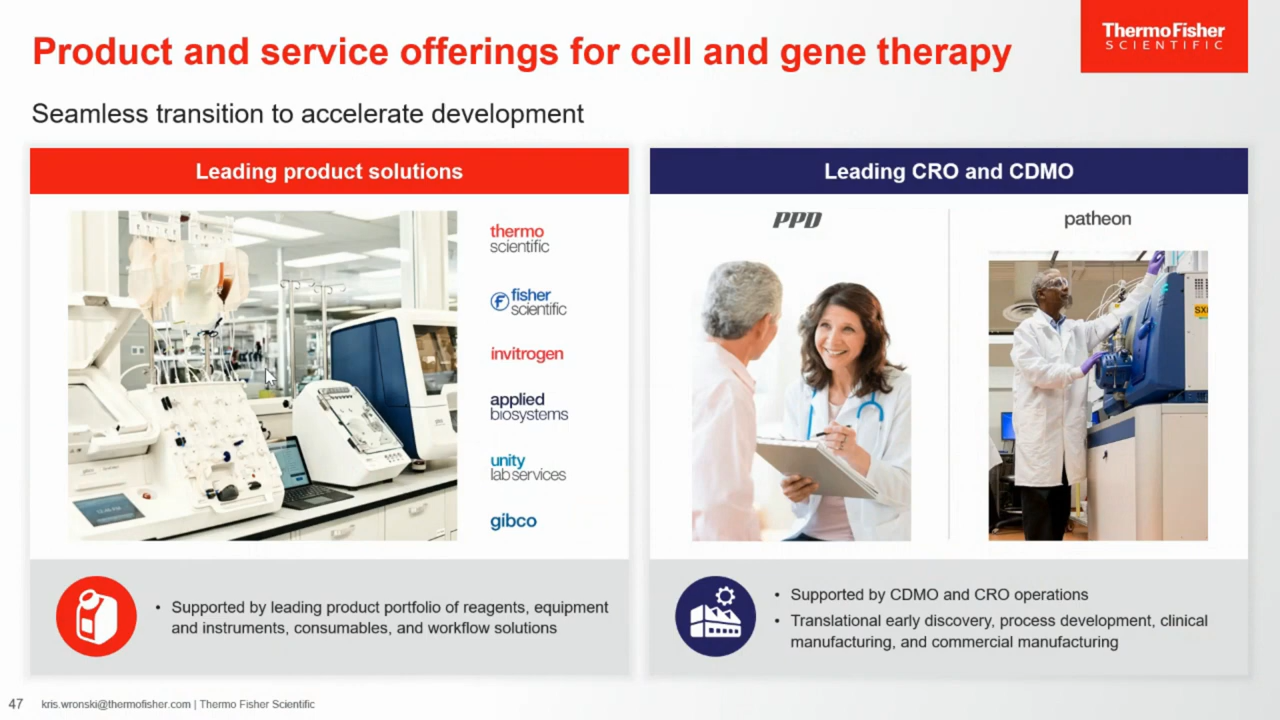 Product and service offerings for cell and gene therapy
ThermoFisher
SCIENTIFIC
Seamless transition to accelerate development
Leading product solutions
thermo
scientific
fisher
scientific
invitrogen
applied
biosystems
unity
lab services
gibco
• Supported by leading product portfolio of reagents, equipment
and instruments, consumables, and workflow solutions
Leading CRO and CDMO
PPD
patheon
• Supported by CDMO and CRO operations
• Translational early discovery, process development, clinical
manufacturing, and commercial manufacturing
47 kris.wronski@thermofisher.com | Thermo Fisher Scientific